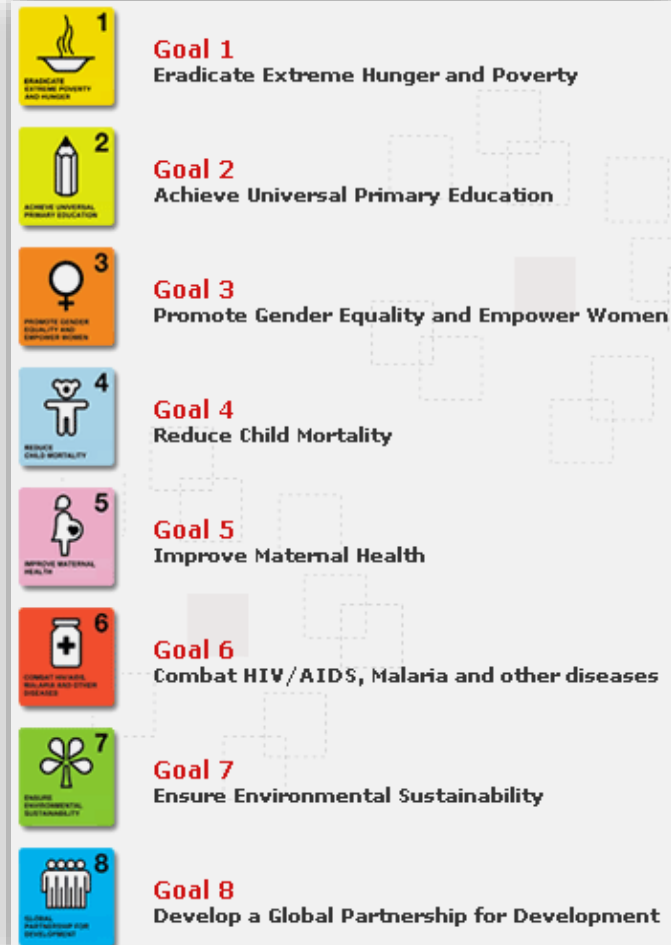 1
ERADICATE
EXTREME POVERTY
AND HUNGER
Goal 1
Eradicate Extreme Hunger and Poverty
2
ACHIEVE UNIVERSAL
PRIMARY EDUCATION
Goal 2
Achieve Universal Primary Education
3
PROMOTE GENDER
EQUALITY AND
EMPOWER WOMEN
Goal 3
Promote Gender Equality and Empower Women
4
REDUCE
CHILD MORTALITY
Goal 4
Reduce Child Mortality
5
IMPROVE MATERNAL
HEALTH
Goal 5
Improve Maternal Health
6
COMBAT HIV/AIDS,
MALARIA AND OTHER
DISEASES
Goal 6
Combat HIV/AIDS, Malaria and other diseases
7
ENSURE
ENVIRONMENTAL
SUSTAINABILITY
Goal 7
Ensure Environmental Sustainability
8
GLOBAL
PARTNERSHIP FOR
DEVELOPMENT
Goal 8
Develop a Global Partnership for Development